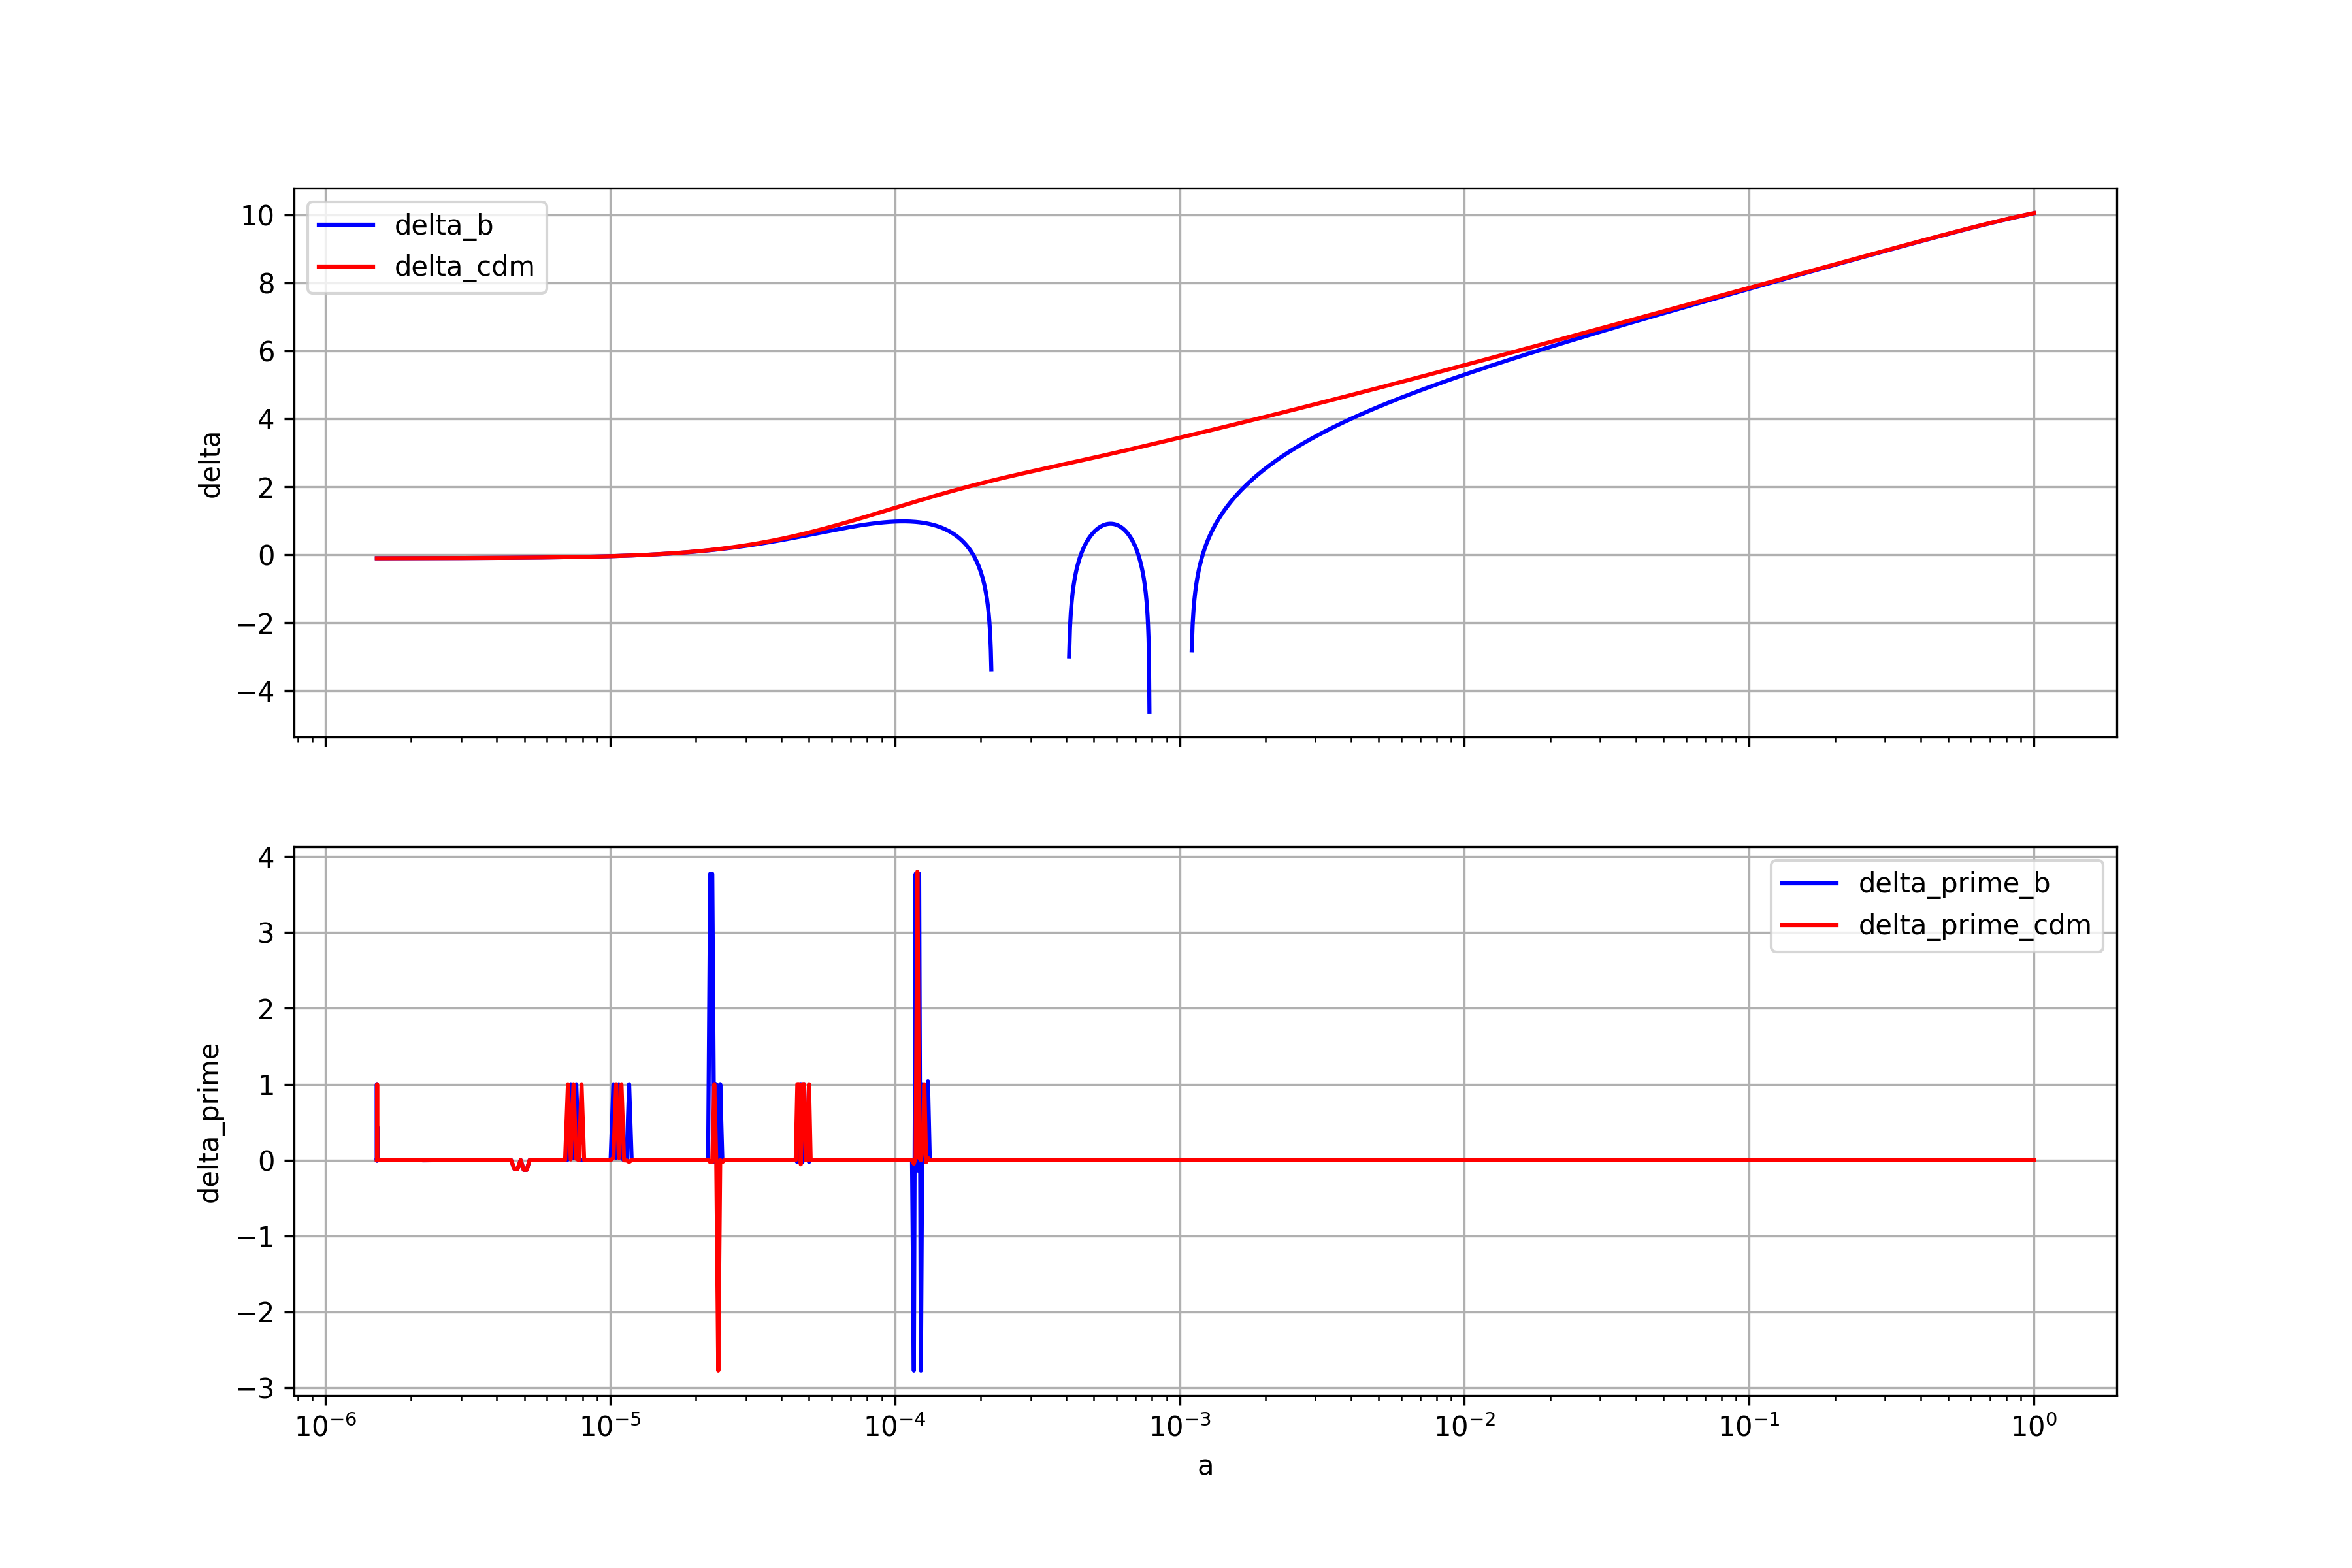 10
8
6
4
2
0
−2
−4
delta
delta_b
delta_cdm
4
3
2
1
0
−1
−2
−3
delta_prime
delta_prime_b
delta_prime_cdm
10⁻⁶ 10⁻⁵ 10⁻⁴ 10⁻³ 10⁻² 10⁻¹ 10⁰
a